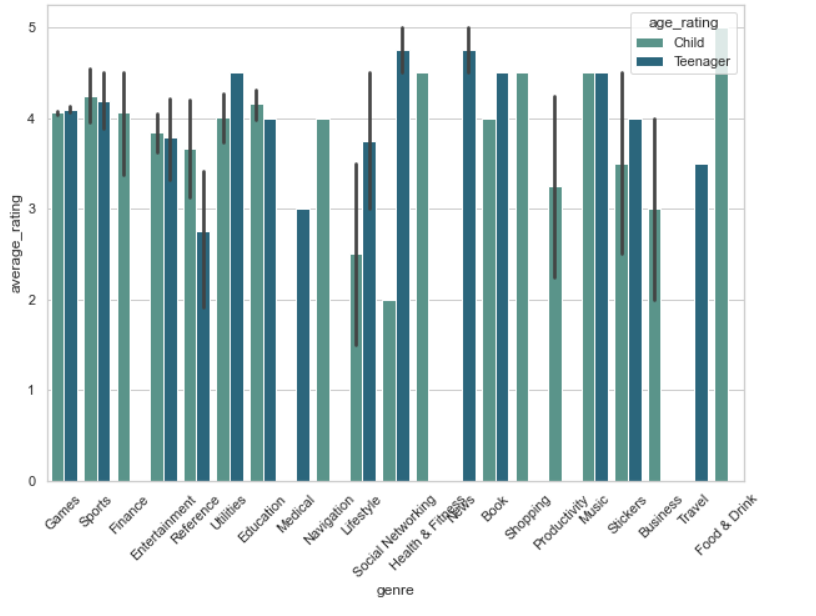 age_rating
Child
Teenager
average_rating
5
4
3
2
1
0
Games
Sports
Finance
Entertainment
Reference
Utilities
Education
Medical
Navigation
Lifestyle
Social Networking
Health & Fitness
News
Book
Shopping
Productivity
Music
Stickers
Business
Travel
Food & Drink
genre